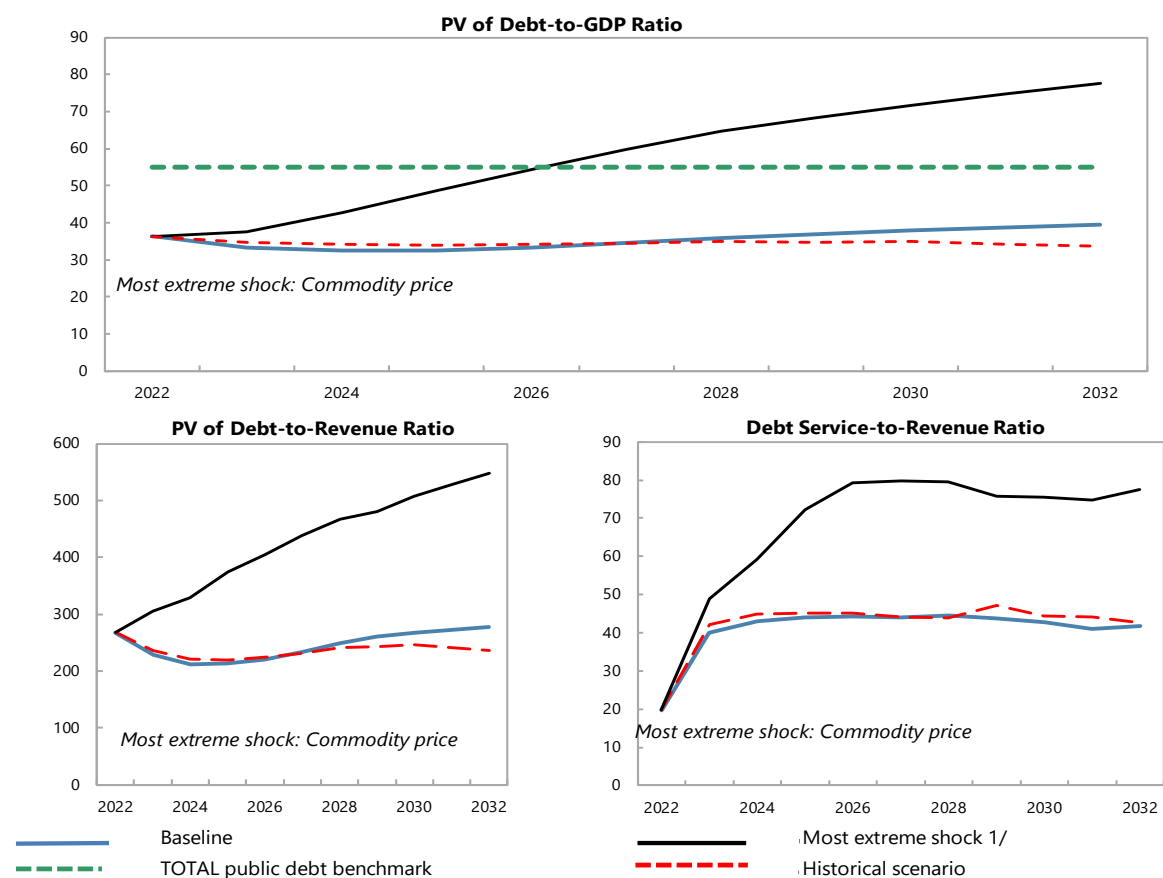 PV of Debt-to-GDP Ratio
90
80
70
60
50
40
30
20
10
0
Most extreme shock: Commodity price
2022 2024 2026 2028 2030 2032
PV of Debt-to-Revenue Ratio
600
500
400
300
200
100
0
Most extreme shock: Commodity price
2022 2024 2026 2028 2030 2032
Debt Service-to-Revenue Ratio
90
80
70
60
50
40
30
20
10
0
Most extreme shock: Commodity price
2022 2024 2026 2028 2030 2032
Baseline
Most extreme shock 1/
TOTAL public debt benchmark
Historical scenario